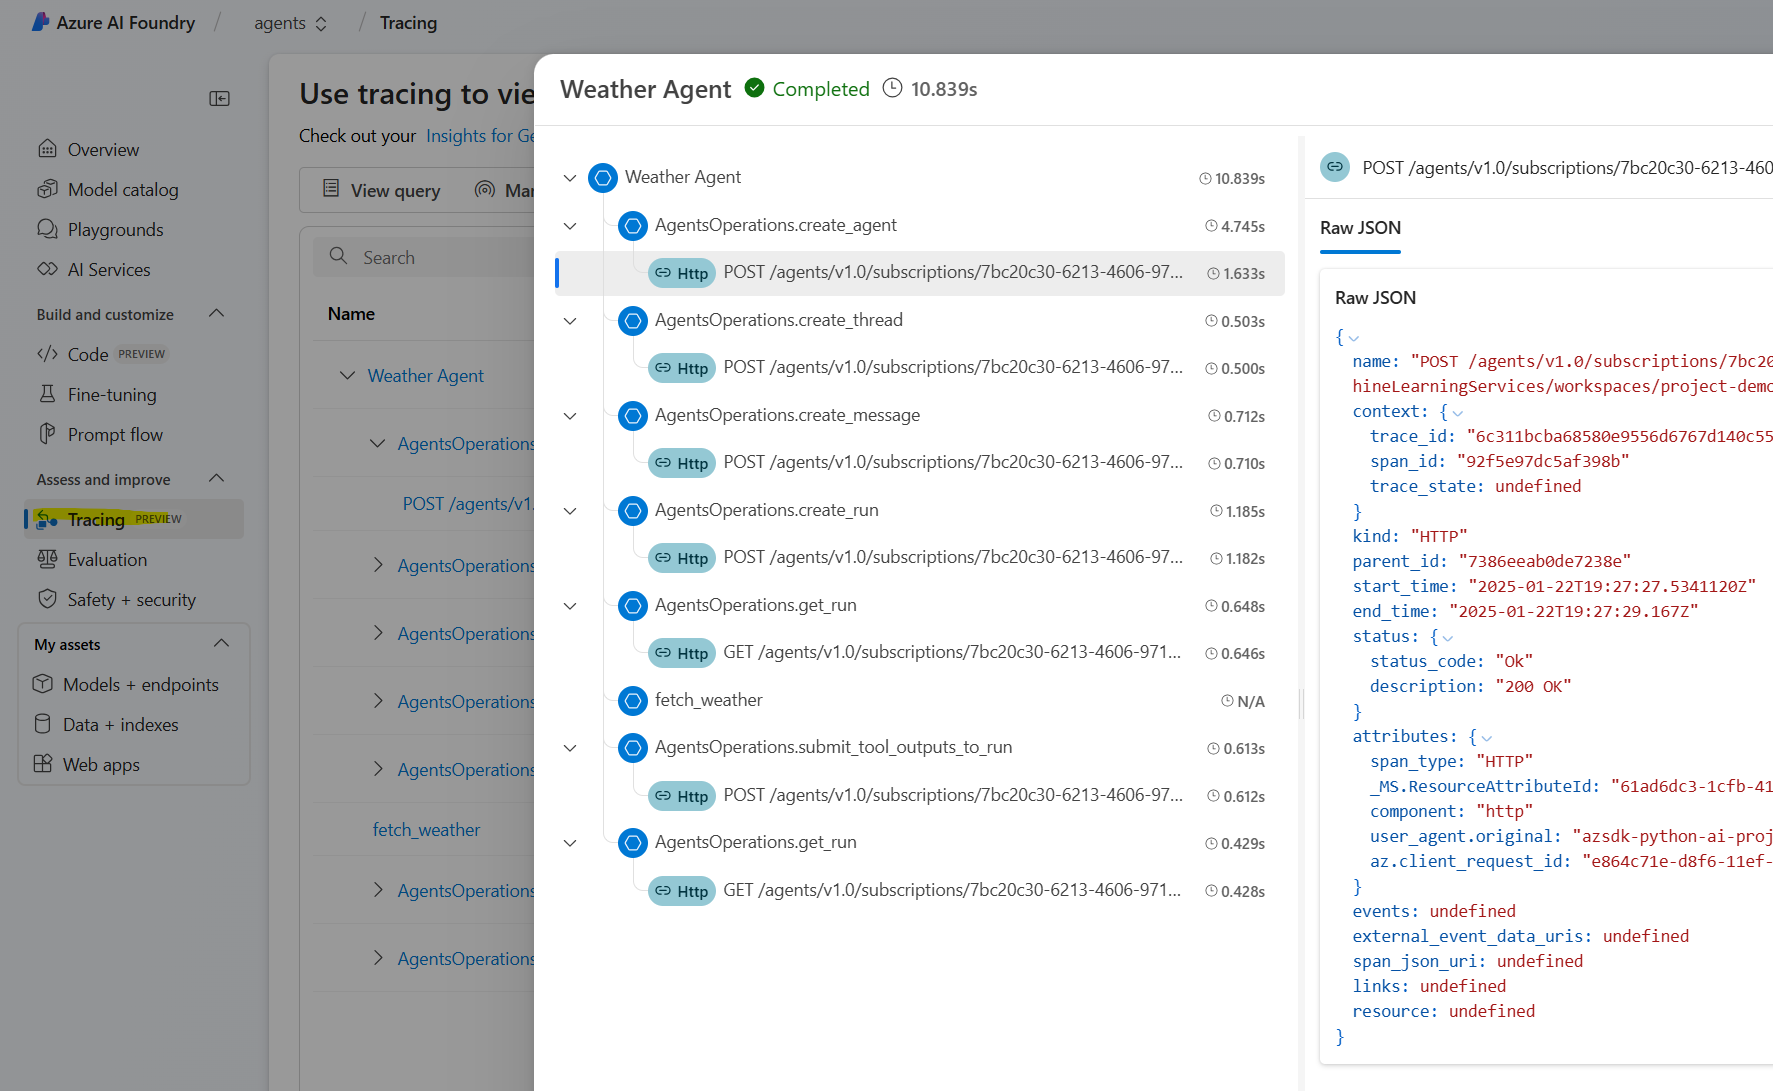 Azure AI Foundry / agents / Tracing
Overview
Model catalog
Playgrounds
AI Services
Build and customize
Code PREVIEW
Fine-tuning
Prompt flow
Assess and improve
Tracing PREVIEW
Evaluation
Safety + security
My assets
Models + endpoints
Data + indexes
Web apps
Use tracing to vie
Check out your Insights for Ge
View query Mar
Search
Name
Weather Agent
AgentsOperations
POST /agents/v1.
AgentsOperations
AgentsOperations
AgentsOperations
AgentsOperations
fetch_weather
AgentsOperations
AgentsOperations
Weather Agent Completed 10.839s
Weather Agent 10.839s
AgentsOperations.create_agent 4.745s
Http POST /agents/v1.0/subscriptions/7bc20c30-6213-4606-97... 1.633s
AgentsOperations.create_thread 0.503s
Http POST /agents/v1.0/subscriptions/7bc20c30-6213-4606-97... 0.500s
AgentsOperations.create_message 0.712s
Http POST /agents/v1.0/subscriptions/7bc20c30-6213-4606-97... 0.710s
AgentsOperations.create_run 1.185s
Http POST /agents/v1.0/subscriptions/7bc20c30-6213-4606-97... 1.182s
AgentsOperations.get_run 0.648s
Http GET /agents/v1.0/subscriptions/7bc20c30-6213-4606-971... 0.646s
fetch_weather N/A
AgentsOperations.submit_tool_outputs_to_run 0.613s
Http POST /agents/v1.0/subscriptions/7bc20c30-6213-4606-97... 0.612s
AgentsOperations.get_run 0.429s
Http GET /agents/v1.0/subscriptions/7bc20c30-6213-4606-971... 0.428s
POST /agents/v1.0/subscriptions/7bc20c30-6213-460
Raw JSON
Raw JSON
{
name: "POST /agents/v1.0/subscriptions/7bc20
hineLearningServices/workspaces/project-demo
context: {
trace_id: "6c311bcba68580e9556d6767d140c55
span_id: "92f5e97dc5af398b"
trace_state: undefined
}
kind: "HTTP"
parent_id: "7386eeab0de7238e"
start_time: "2025-01-22T19:27:27.5341120Z"
end_time: "2025-01-22T19:27:29.167Z"
status: {
status_code: "Ok"
description: "200 OK"
}
attributes: {
span_type: "HTTP"
_MS.ResourceAttributeId: "61ad6dc3-1cfb-41
component: "http"
user_agent.original: "azsdk-python-ai-proj
az.client_request_id: "e864c71e-d8f6-11ef-
}
events: undefined
external_event_data_uris: undefined
span_json_uri: undefined
links: undefined
resource: undefined
}